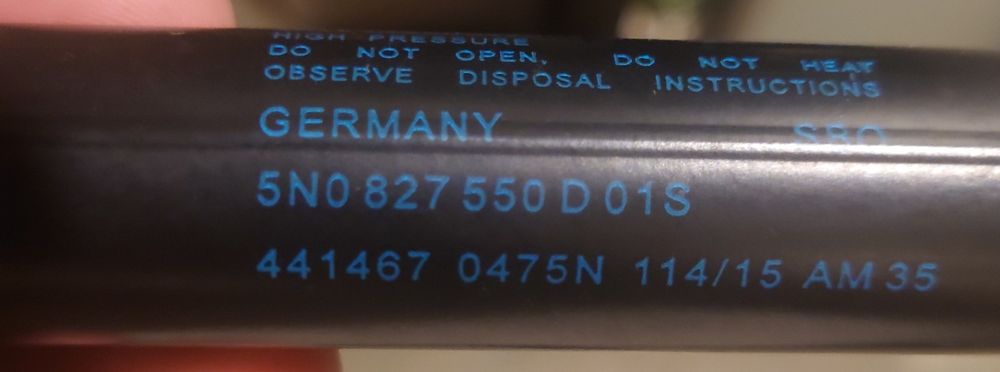 HIGH PRESSURE
DO NOT OPEN, DO NOT HEAT
OBSERVE DISPOSAL INSTRUCTIONS
GERMANY
5N0 827 550 D 01S
441467 0475N 114/15 AM 35